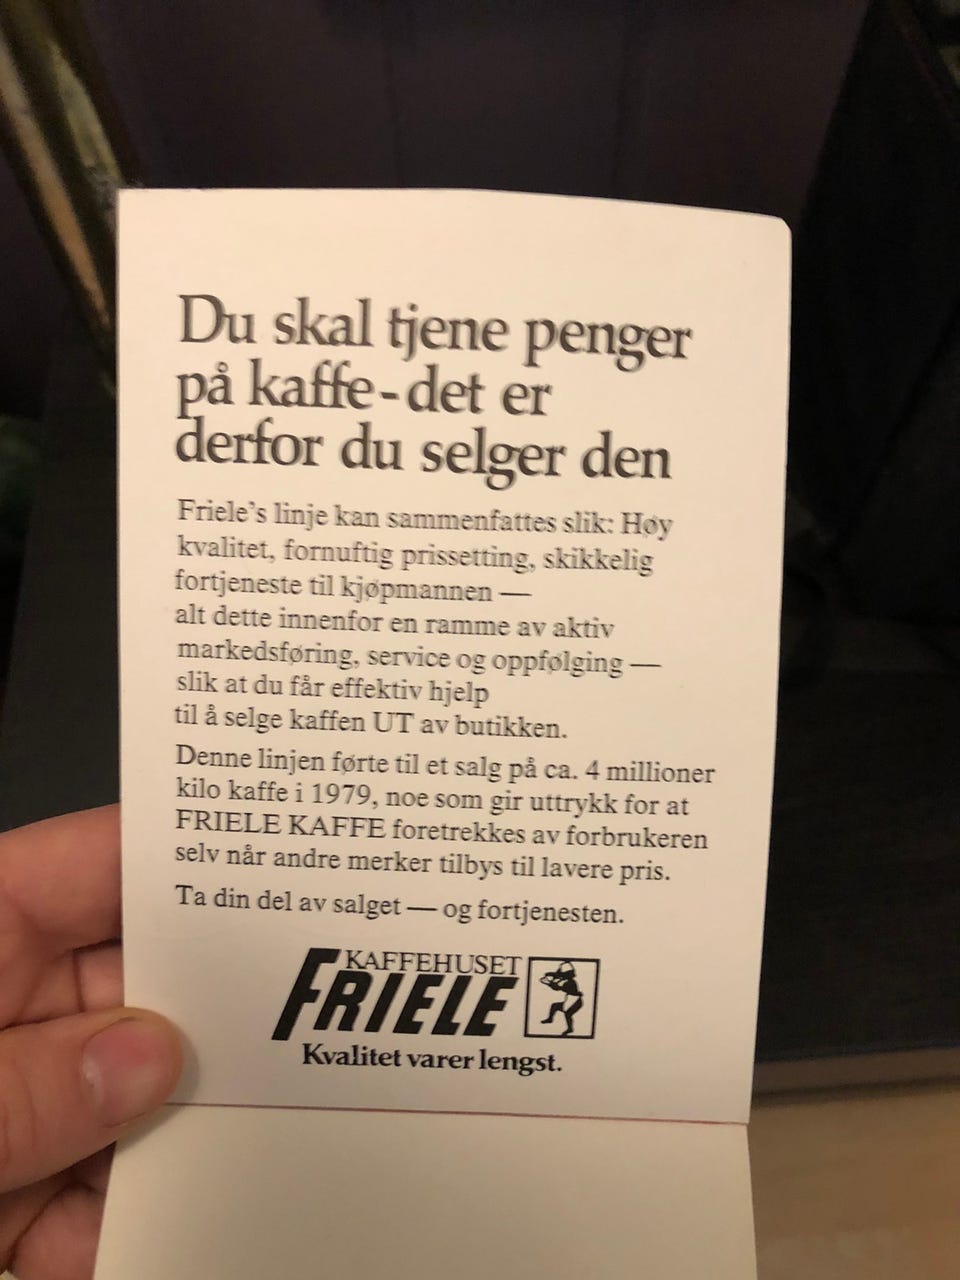 Du skal tjene penger
på kaffe - det er
derfor du selger den
Friele's linje kan sammenfattes slik: Høy
kvalitet, fornuftig prissetting, skikkelig
fortjeneste til kjøpmannen —
alt dette innenfor en ramme av aktiv
markedsføring, service og oppfølging —
slik at du får effektiv hjelp
til å selge kaffen UT av butikken.
Denne linjen førte til et salg på ca. 4 millioner
kilo kaffe i 1979, noe som gir uttrykk for at
FRIELE KAFFE foretrekkes av forbrukeren
selv når andre merker tilbys til lavere pris.
Ta din del av salget — og fortjenesten.
KAFFEHUSET
FRIELE
Kvalitet varer lengst.